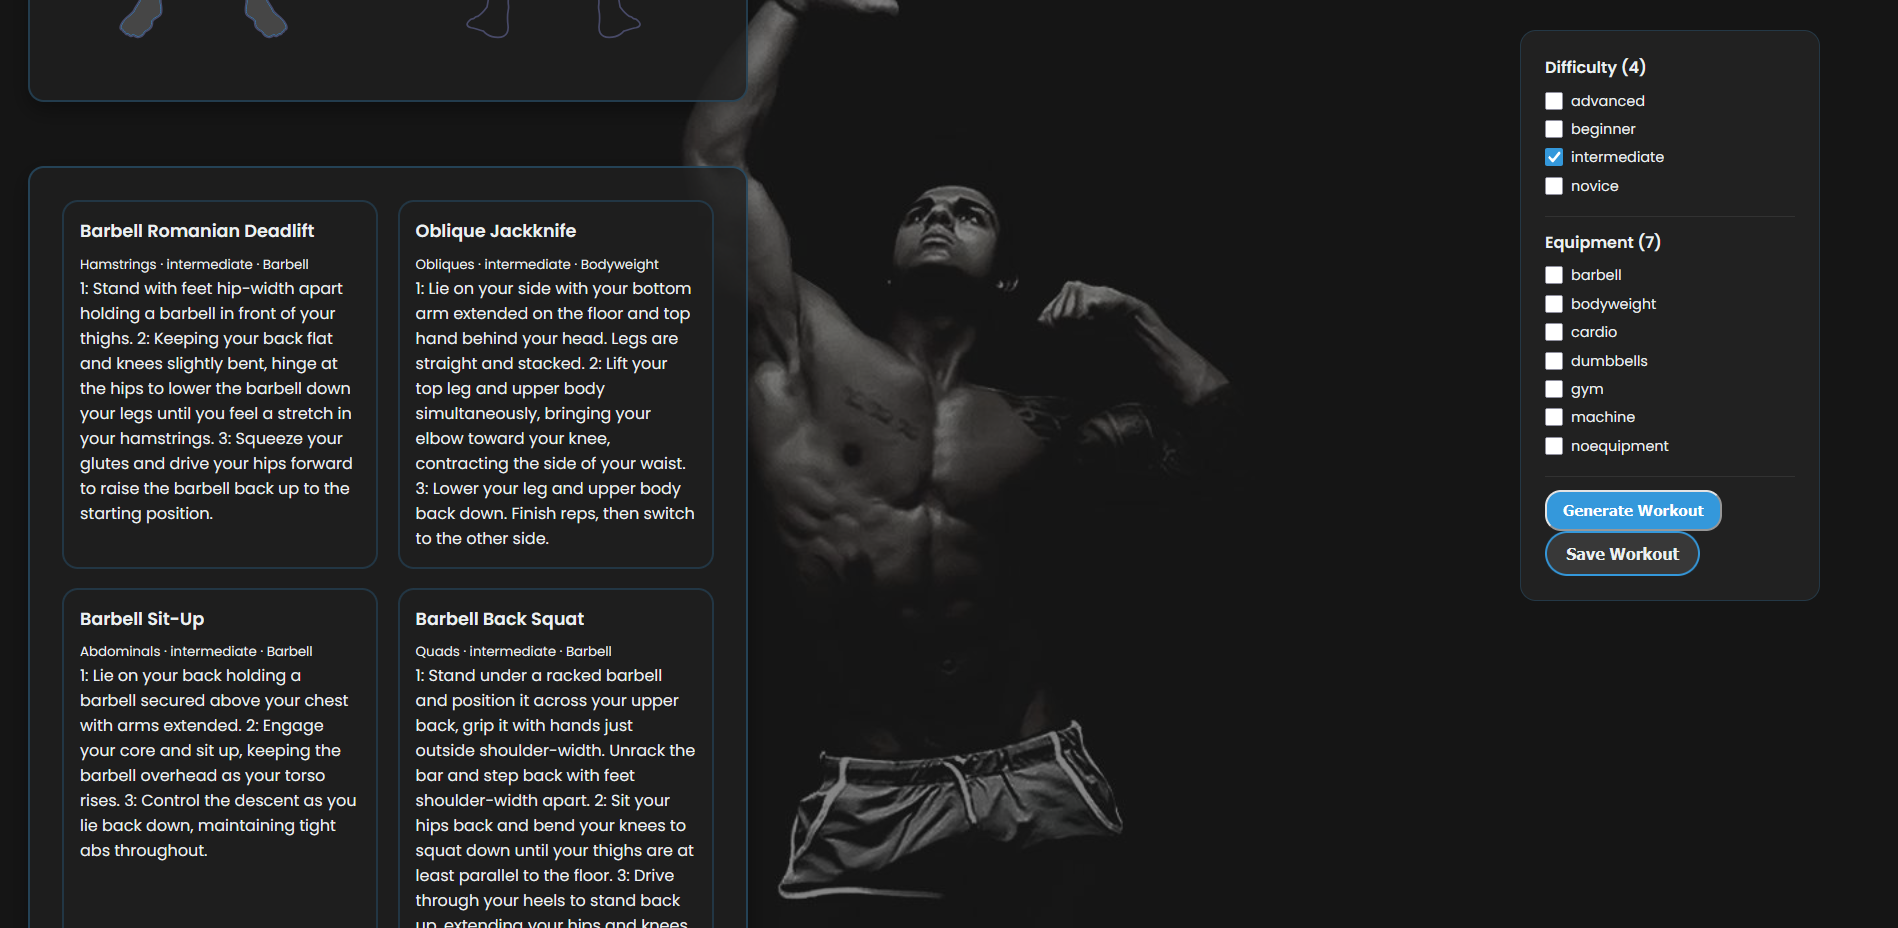 Barbell Romanian Deadlift
Hamstrings · intermediate · Barbell
1: Stand with feet hip-width apart
holding a barbell in front of your
thighs. 2: Keeping your back flat
and knees slightly bent, hinge at
the hips to lower the barbell down
your legs until you feel a stretch in
your hamstrings. 3: Squeeze your
glutes and drive your hips forward
to raise the barbell back up to the
starting position.
Oblique Jackknife
Obliques · intermediate · Bodyweight
1: Lie on your side with your bottom
arm extended on the floor and top
hand behind your head. Legs are
straight and stacked. 2: Lift your
top leg and upper body
simultaneously, bringing your
elbow toward your knee,
contracting the side of your waist.
3: Lower your leg and upper body
back down. Finish reps, then switch
to the other side.
Barbell Sit-Up
Abdominals · intermediate · Barbell
1: Lie on your back holding a
barbell secured above your chest
with arms extended. 2: Engage
your core and sit up, keeping the
barbell overhead as your torso
rises. 3: Control the descent as you
lie back down, maintaining tight
abs throughout.
Barbell Back Squat
Quads · intermediate · Barbell
1: Stand under a racked barbell
and position it across your upper
back, grip it with hands just
outside shoulder-width. Unrack the
bar and step back with feet
shoulder-width apart. 2: Sit your
hips back and bend your knees to
squat down until your thighs are at
least parallel to the floor. 3: Drive
through your heels to stand back
up, extending your hips and knees
Difficulty (4)
advanced
beginner
intermediate
novice
Equipment (7)
barbell
bodyweight
cardio
dumbbells
gym
machine
noequipment
Generate Workout
Save Workout